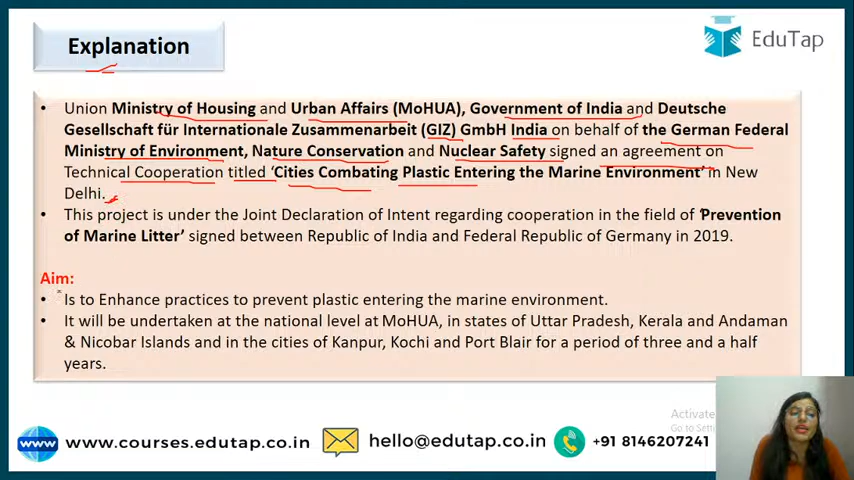 Explanation
EduTap
• Union Ministry of Housing and Urban Affairs (MoHUA), Government of India and Deutsche
Gesellschaft für Internationale Zusammenarbeit (GIZ) GmbH India on behalf of the German Federal
Ministry of Environment, Nature Conservation and Nuclear Safety signed an agreement on
Technical Cooperation titled ‘Cities Combating Plastic Entering the Marine Environment’ in New
Delhi.
• This project is under the Joint Declaration of Intent regarding cooperation in the field of ‘Prevention
of Marine Litter’ signed between Republic of India and Federal Republic of Germany in 2019.
Aim:
• Is to Enhance practices to prevent plastic entering the marine environment.
• It will be undertaken at the national level at MoHUA, in states of Uttar Pradesh, Kerala and Andaman
& Nicobar Islands and in the cities of Kanpur, Kochi and Port Blair for a period of three and a half
years.
Activate
Go to Setti
www
www.courses.edutap.co.in
hello@edutap.co.in
+91 8146207241